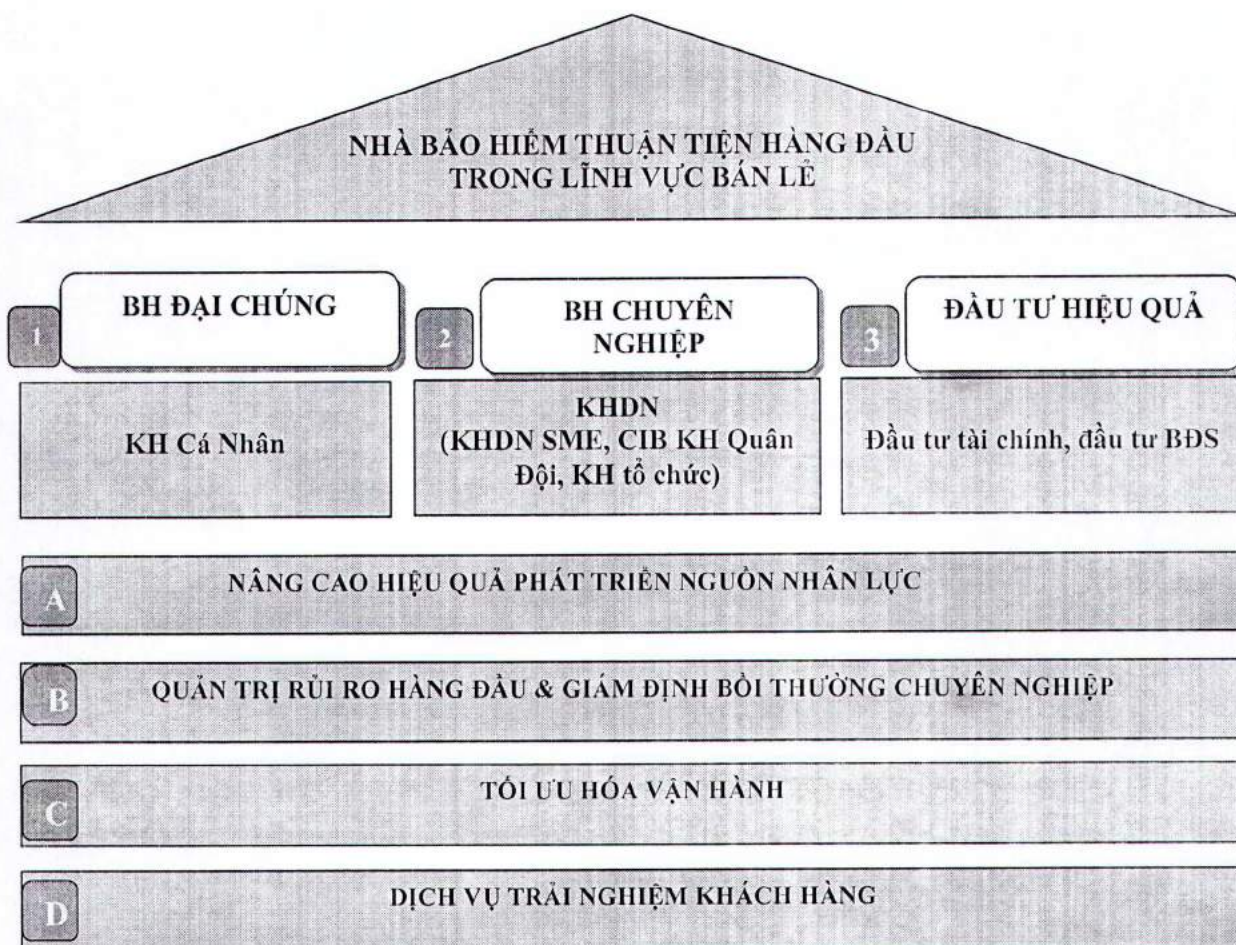 NHÀ BẢO HIỂM THUẬN TIỆN HÀNG ĐẦU
TRONG LĨNH VỰC BÁN LẺ
1
BH ĐẠI CHÚNG
2
BH CHUYÊN
NGHIỆP
3
ĐẦU TƯ HIỆU QUẢ
KH Cá Nhân
KHDN
(KHDN SME, CIB KH Quân
Đội, KH tổ chức)
Đầu tư tài chính, đầu tư BĐS
A
NÂNG CAO HIỆU QUẢ PHÁT TRIỂN NGUỒN NHÂN LỰC
B
QUẢN TRỊ RỦI RO HÀNG ĐẦU & GIÁM ĐỊNH BỒI THƯỜNG CHUYÊN NGHIỆP
C
TỐI ƯU HÓA VẬN HÀNH
D
DỊCH VỤ TRẢI NGHIỆM KHÁCH HÀNG